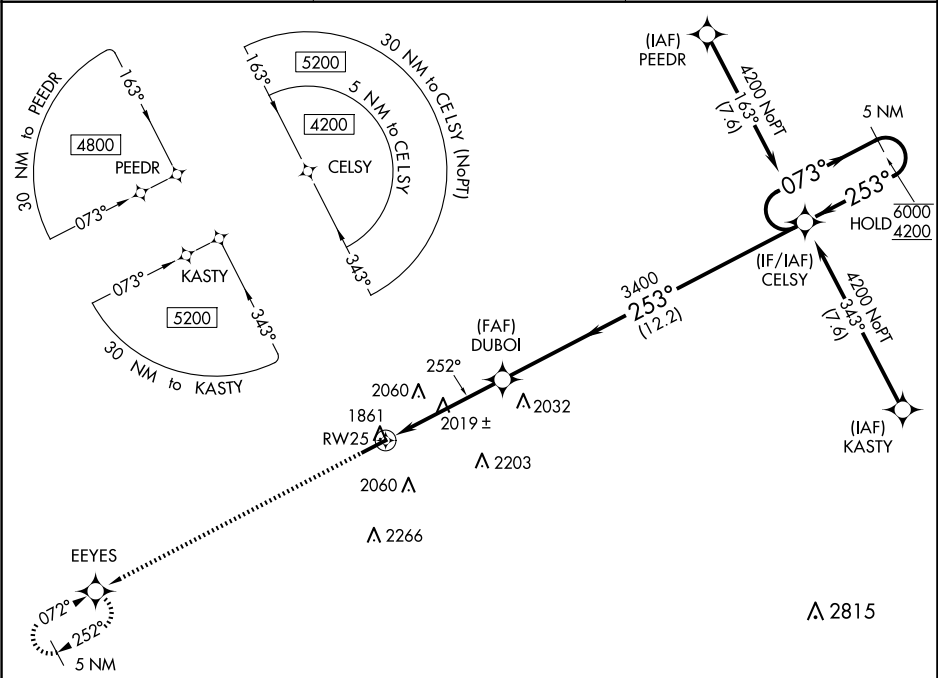 30 NM to PEEDR
163°
4800
PEEDR
073°
5200
163°
30 NM to CELSY (NoPT)
5 NM to CELSY
4200
CELSY
343°
073°
KASTY
5200
343°
30 NM to KASTY
(IAF)
PEEDR
4200 NoPT
163°
(7.6)
5 NM
073°
253°
HOLD
6000
4200
(IF/IAF)
CELSY
4200 NoPT
343°
(7.6)
(IAF)
KASTY
3400
253°
(12.2)
(FAF)
DUBOI
252°
2060
2019 ±
2032
1861
RW25
2203
2060
2266
EEYES
072°
252°
5 NM
2815